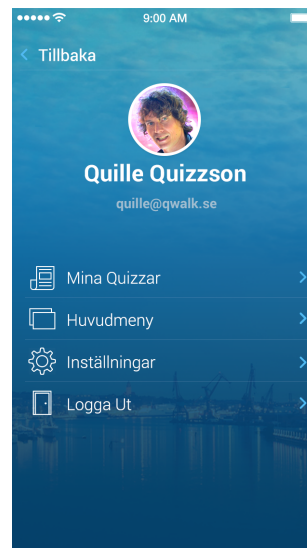 9:00 AM
Tillbaka
Quille Quizzson
quille@qwalk.se
Mina Quizzar
Huvudmeny
Inställningar
Logga Ut